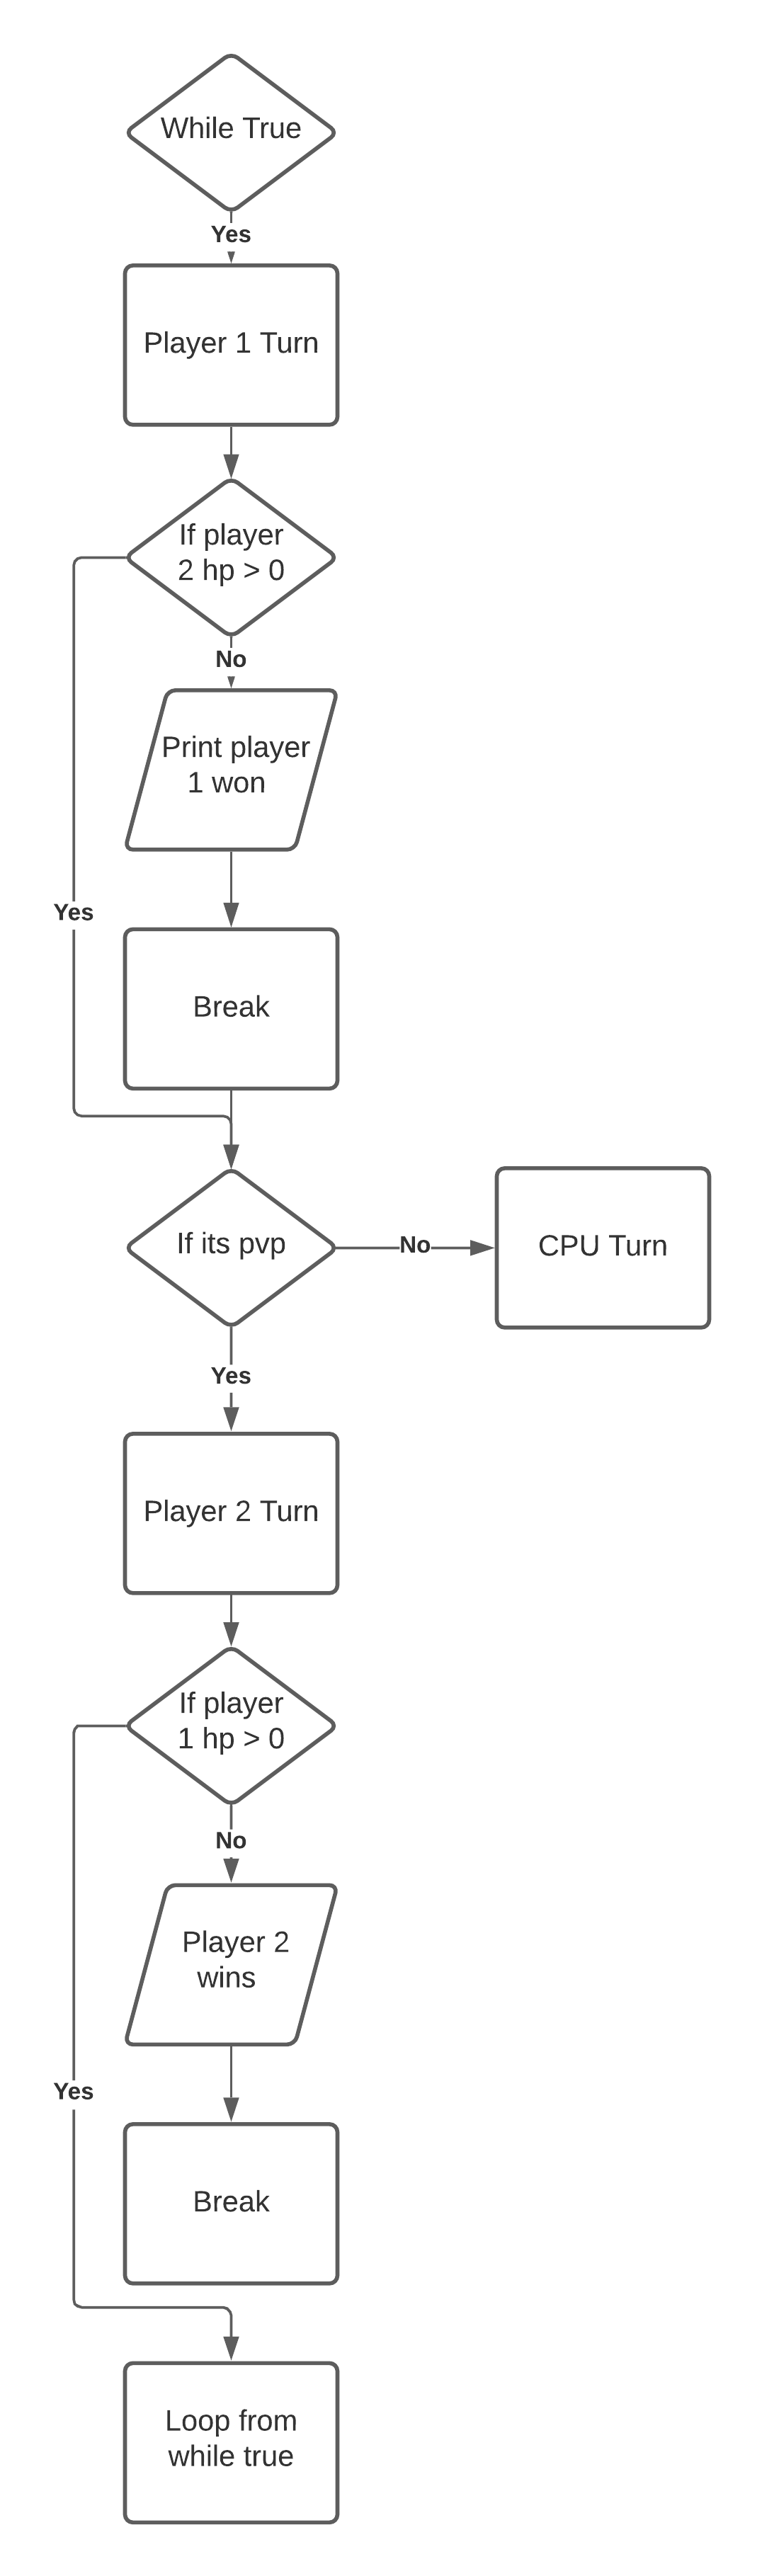 While True
Yes
Player 1 Turn
If player
2 hp > 0
No
Print player
1 won
Yes
Break
If its pvp
No
CPU Turn
Yes
Player 2 Turn
If player
1 hp > 0
No
Player 2
wins
Yes
Break
Loop from
while true